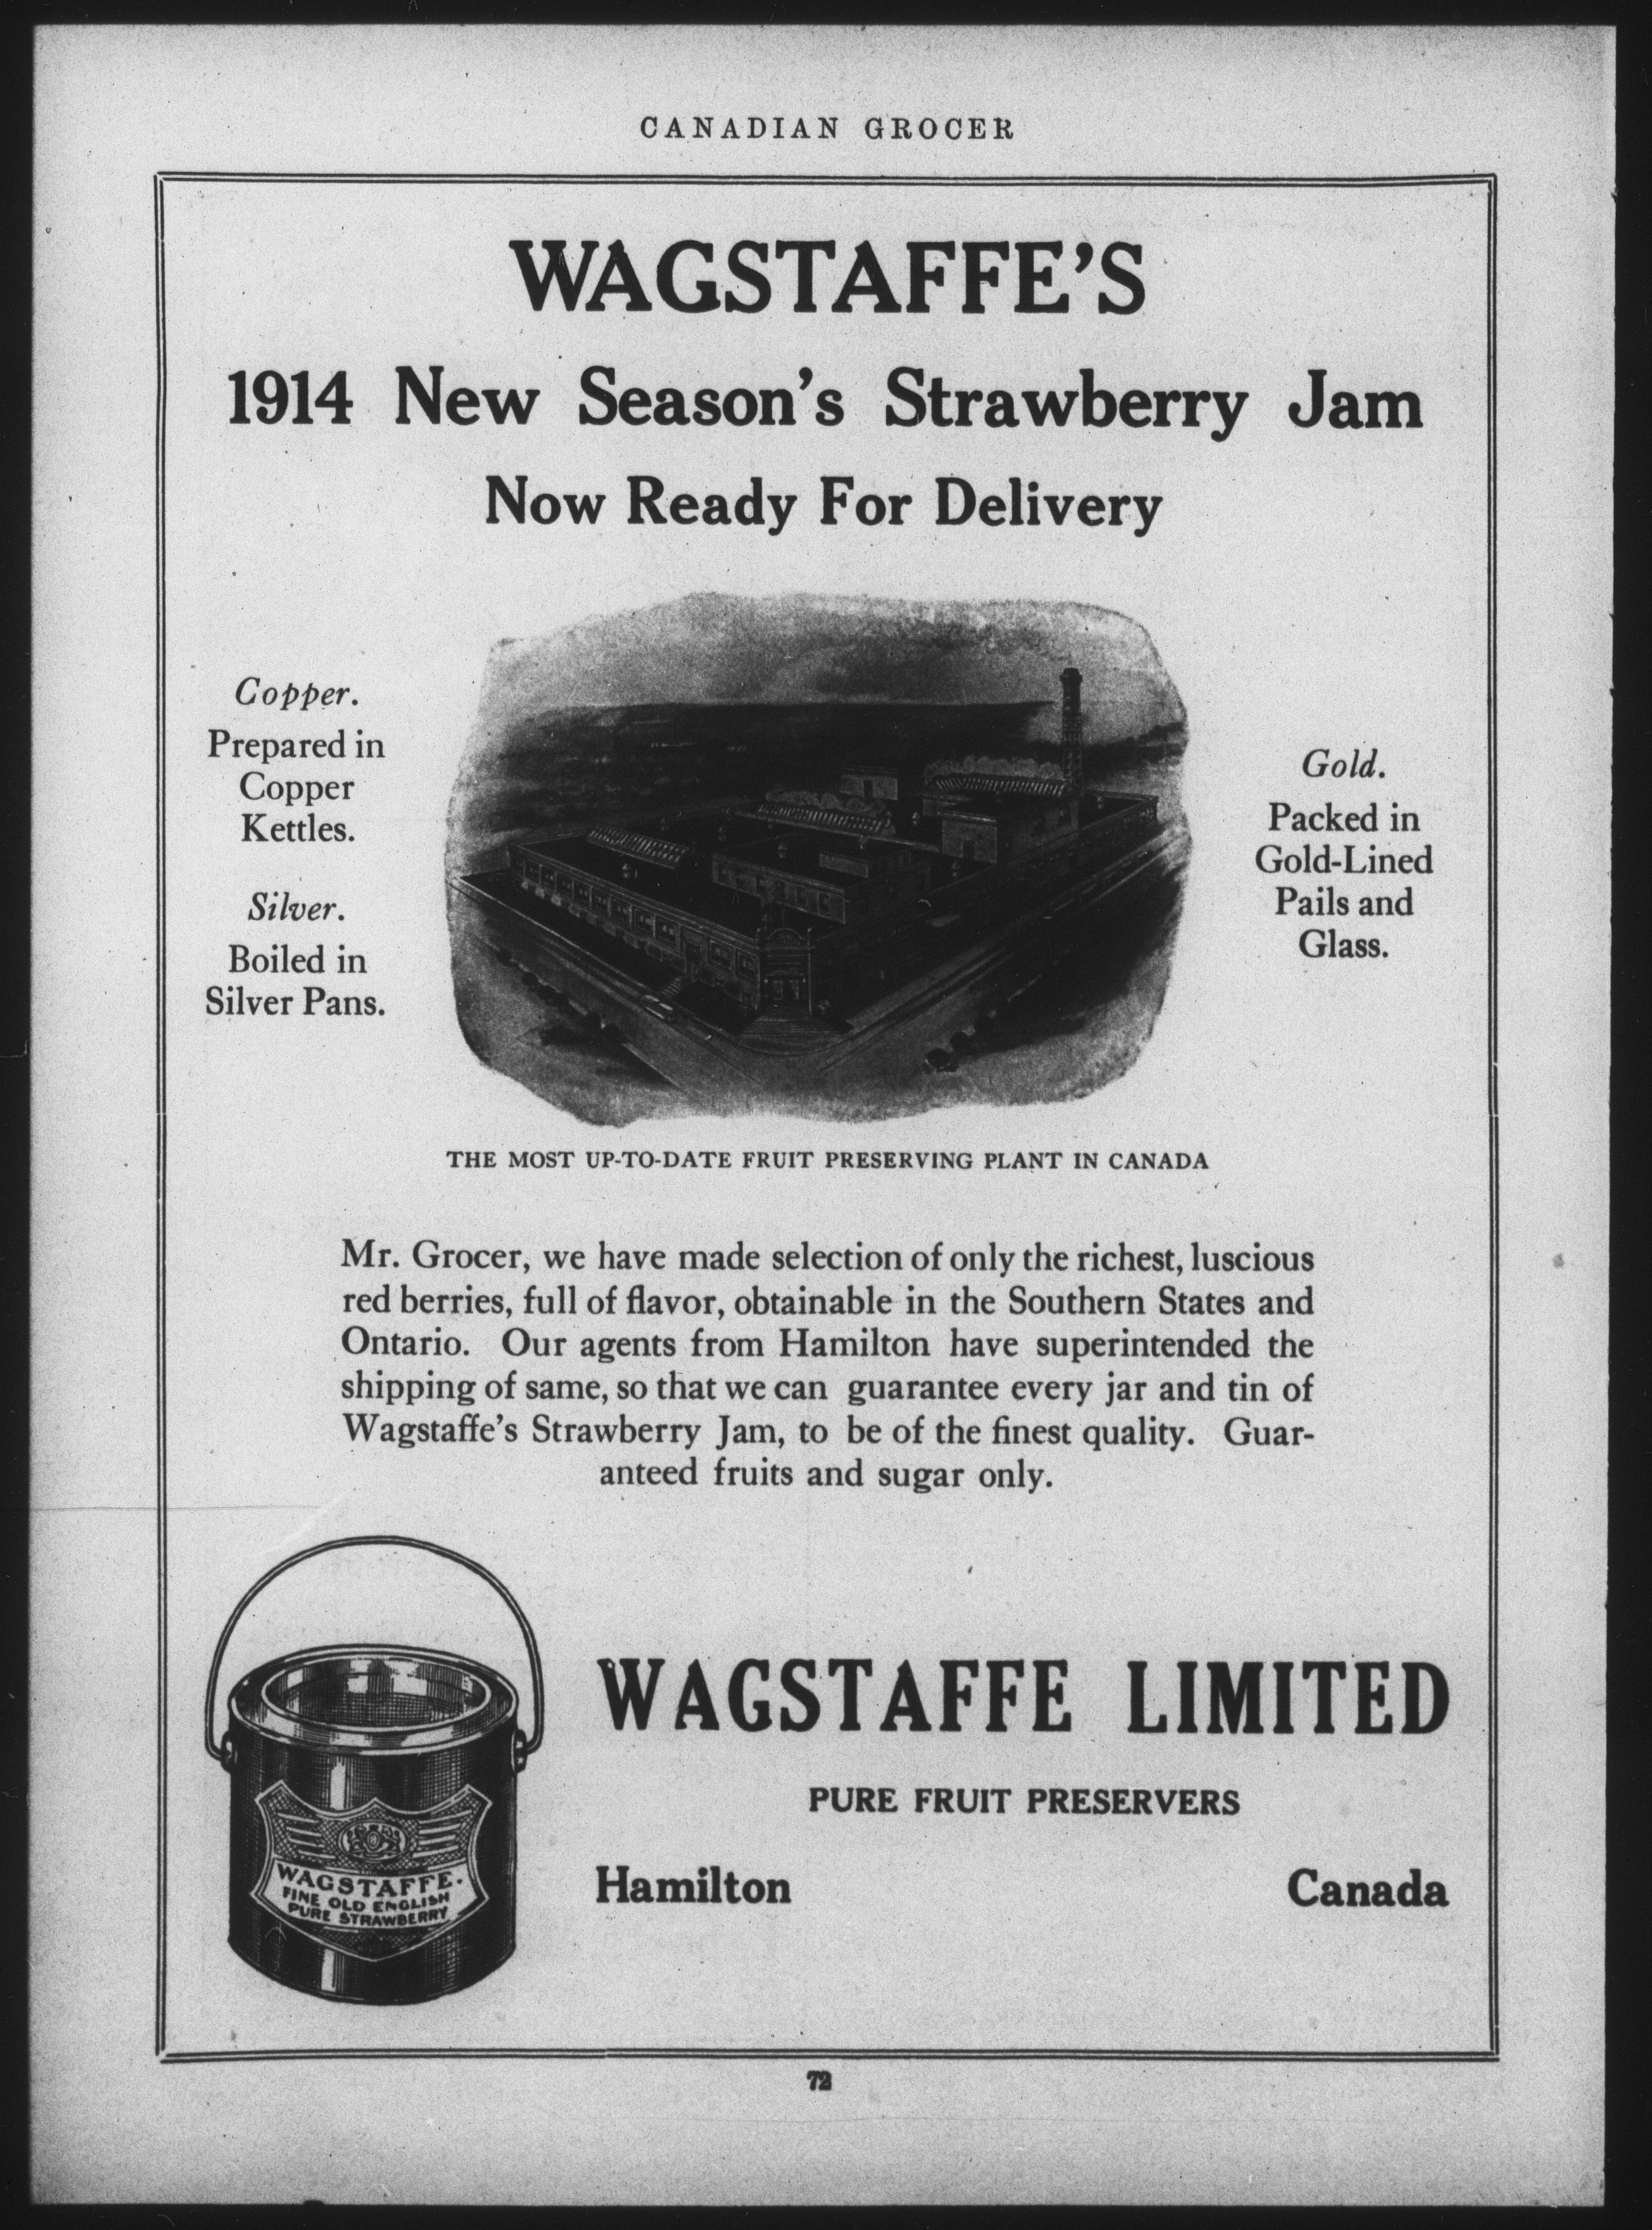 CANADIAN GROCER
WAGSTAFFE'S
1914 New Season's Strawberry Jam
Now Ready For Delivery
Copper.
Prepared in
Copper
Kettles.
Silver.
Boiled in
Silver Pans.
Gold.
Packed in
Gold-Lined
Pails and
Glass.
THE MOST UP-TO-DATE FRUIT PRESERVING PLANT IN CANADA
Mr. Grocer, we have made selection of only the richest, luscious
red berries, full of flavor, obtainable in the Southern States and
Ontario. Our agents from Hamilton have superintended the
shipping of same, so that we can guarantee every jar and tin of
Wagstaffe's Strawberry Jam, to be of the finest quality. Guar-
anteed fruits and sugar only.
WAGSTAFFE.
FINE OLD ENGLISH
PURE STRAWBERRY
WAGSTAFFE LIMITED
PURE FRUIT PRESERVERS
Hamilton Canada
72